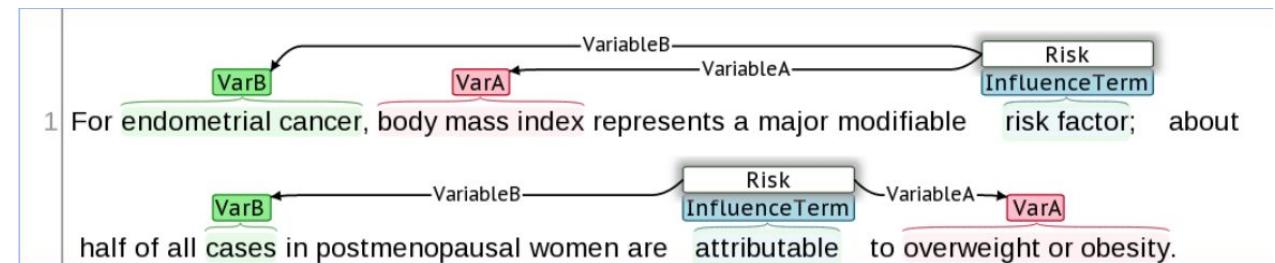 VariableB
Risk
VariableA
VarB VarA InfluenceTerm
1 For endometrial cancer, body mass index represents a major modifiable risk factor; about
Risk
VariableB VariableA
VarB InfluenceTerm VarA
half of all cases in postmenopausal women are attributable to overweight or obesity.